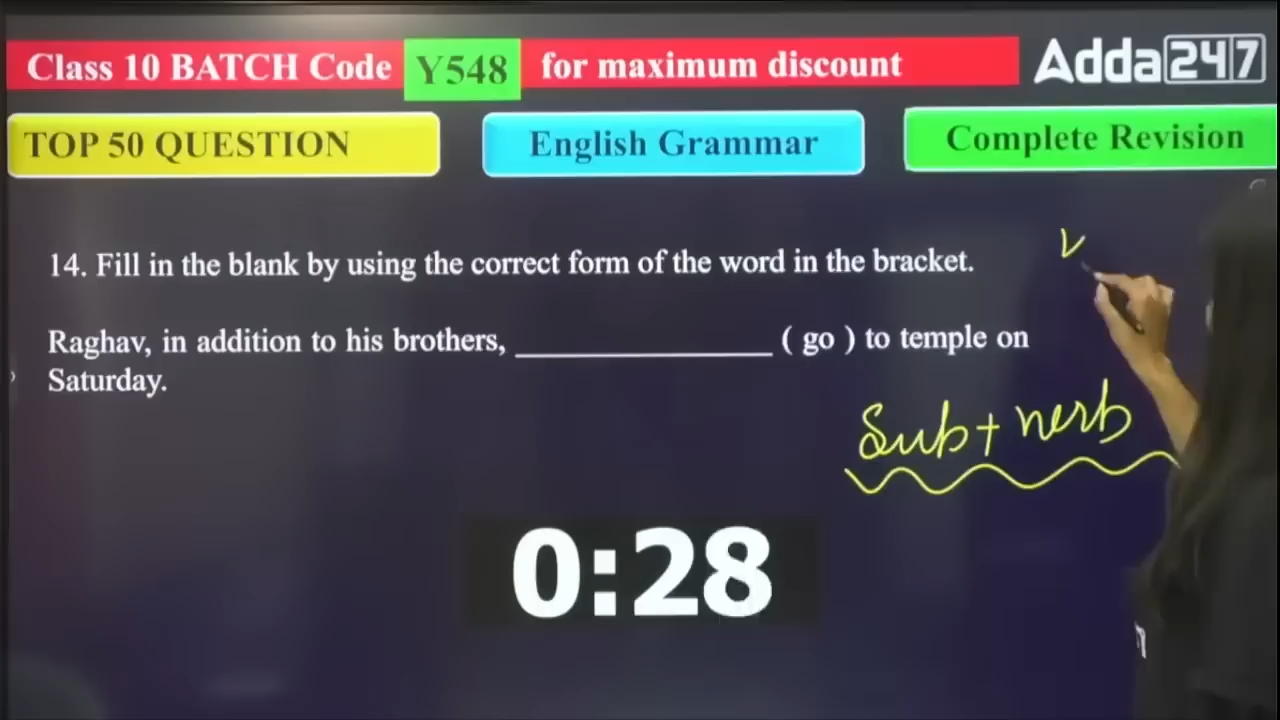 Class 10 BATCH Code Y548 for maximum discount
Adda247
TOP 50 QUESTION
English Grammar
Complete Revision
14. Fill in the blank by using the correct form of the word in the bracket.
Raghav, in addition to his brothers, ________________ ( go ) to temple on
Saturday.
Sub + verb
0:28